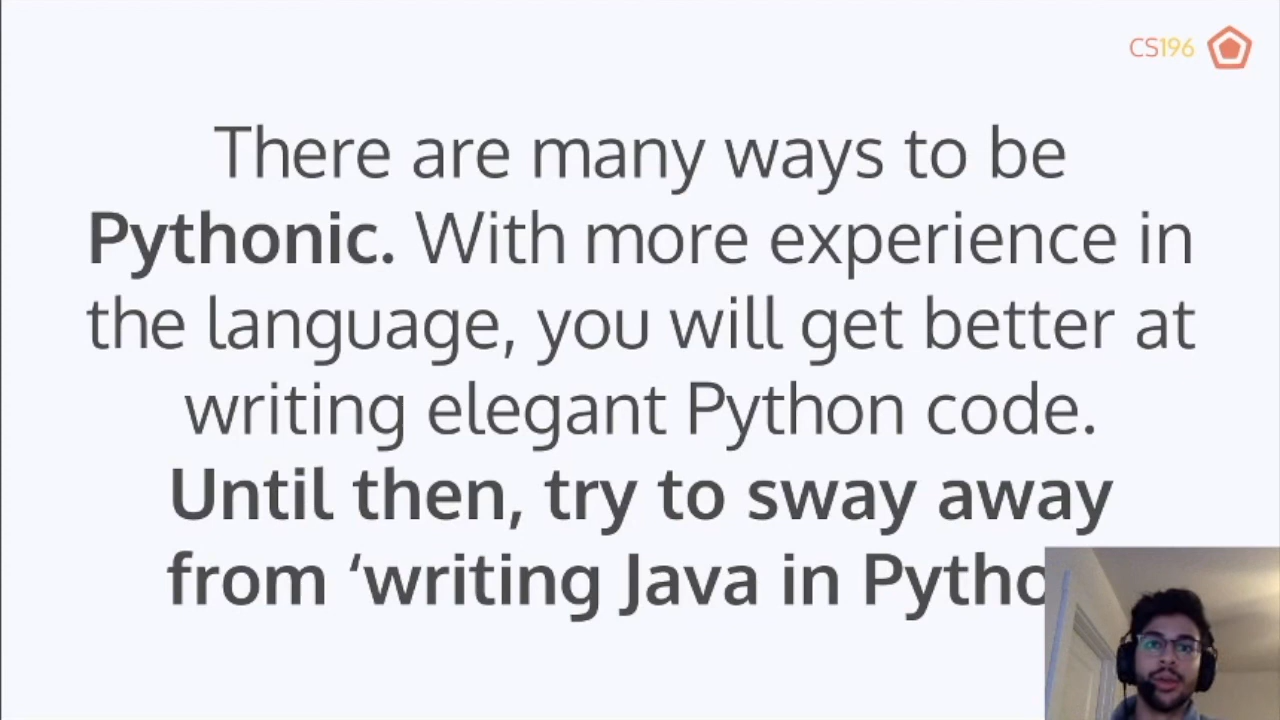 CS196
There are many ways to be
Pythonic. With more experience in
the language, you will get better at
writing elegant Python code.
Until then, try to sway away
from ‘writing Java in Pytho